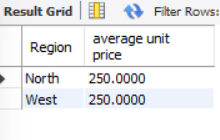 Result Grid Filter Rows:
Region average unit price
North 250.0000
West 250.0000